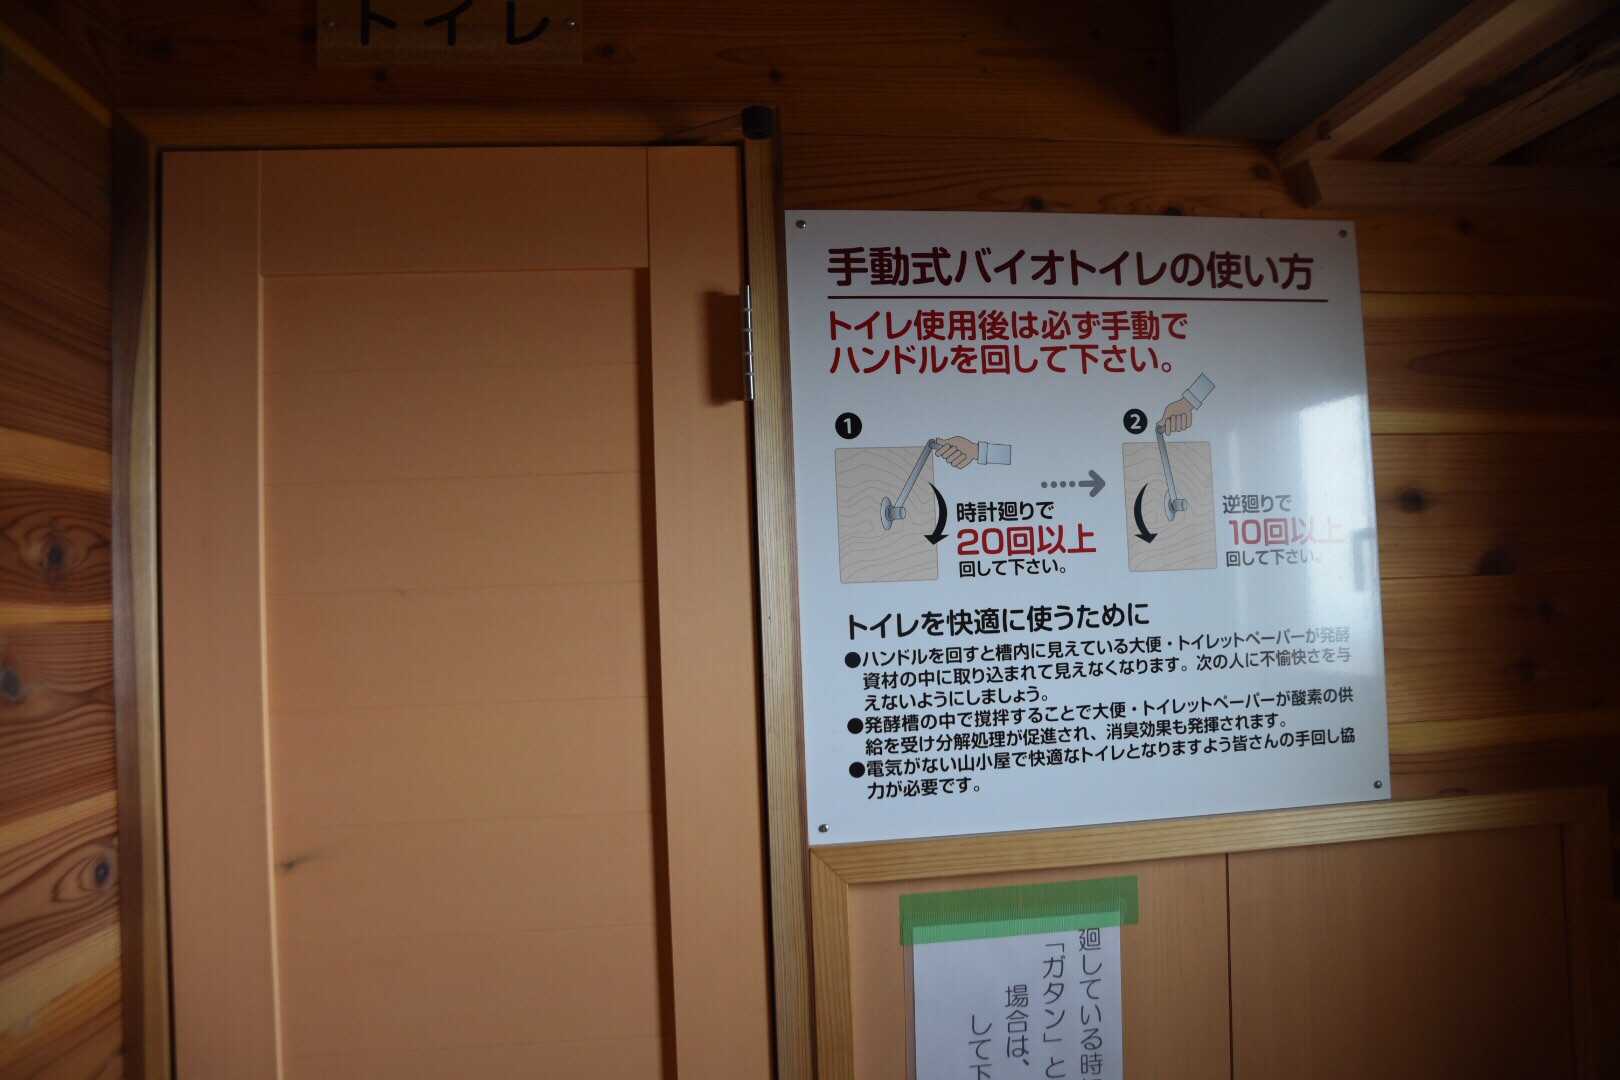 トイレ
手動式バイオトイレの使い方
トイレ使用後は必ず手動で
ハンドルを回して下さい。
1
時計廻りで
20回以上
回して下さい。
2
逆廻りで
10回以上
回して下さい。
トイレを快適に使うために
●ハンドルを回すと槽内に見えている大便・トイレットペーパーが発酵
資材の中に取り込まれて見えなくなります。次の人に不愉快さを与
えないようにしましょう。
●発酵槽の中で撹拌することで大便・トイレットペーパーが酸素の供
給を受け分解処理が促進され、消臭効果も発揮されます。
●電気がない山小屋で快適なトイレとなりますよう皆さんの手回し協
力が必要です。
廻している時
「ガタン」と
場合は、
して下